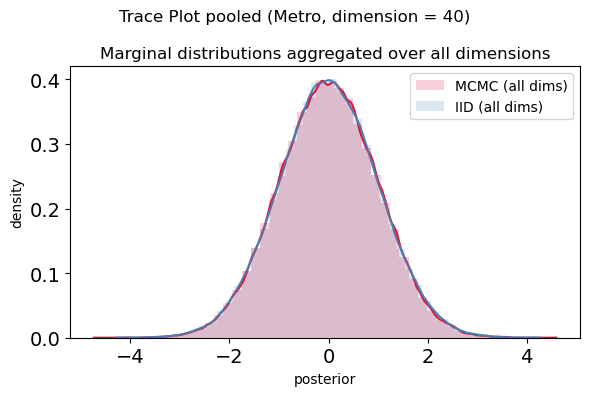 Trace Plot pooled (Metro, dimension = 40)
Marginal distributions aggregated over all dimensions
MCMC (all dims)
IID (all dims)
density
0.4
0.3
0.2
0.1
0.0
−4 −2 0 2 4
posterior